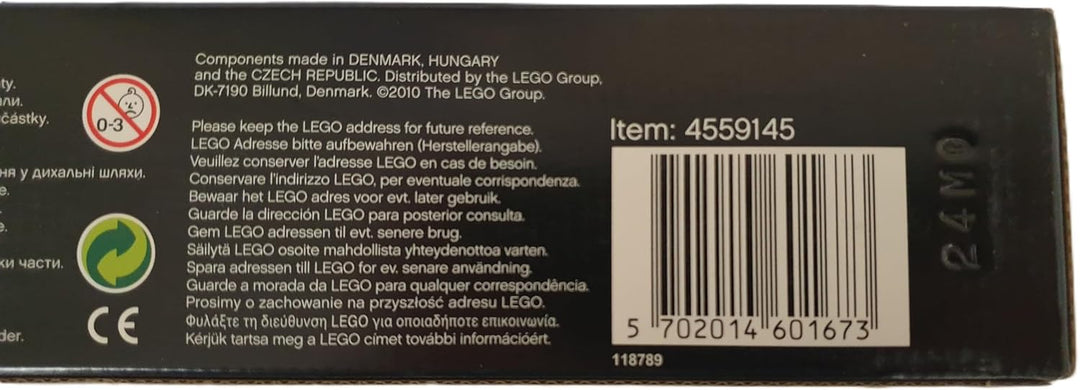 ty.
али.
částky.
ня у дихальні шляхи.
e.
e.
ки части.
der.
0-3
CE
Components made in DENMARK, HUNGARY
and the CZECH REPUBLIC. Distributed by the LEGO Group,
DK-7190 Billund, Denmark. ©2010 The LEGO Group.
Please keep the LEGO address for future reference.
LEGO Adresse bitte aufbewahren (Herstellerangabe).
Veuillez conserver l'adresse LEGO en cas de besoin.
Conservare l'indirizzo LEGO, per eventuale corrispondenza.
Bewaar het LEGO adres voor evt. later gebruik.
Guarde la dirección LEGO para posterior consulta.
Gem LEGO adressen til evt. senere brug.
Säilytä LEGO osoite mahdollista yhteydenottoa varten.
Spara adressen till LEGO for ev. senare användning.
Guarde a morada da LEGO para qualquer correspondência.
Prosimy o zachowanie na przyszłość adresu LEGO.
Φυλάξτε τη διεύθυνση LEGO για οποιαδήποτε επικοινωνία.
Kérjük tartsa meg a LEGO címet további információért.
Item: 4559145
5 702014 601673
118789
24M0